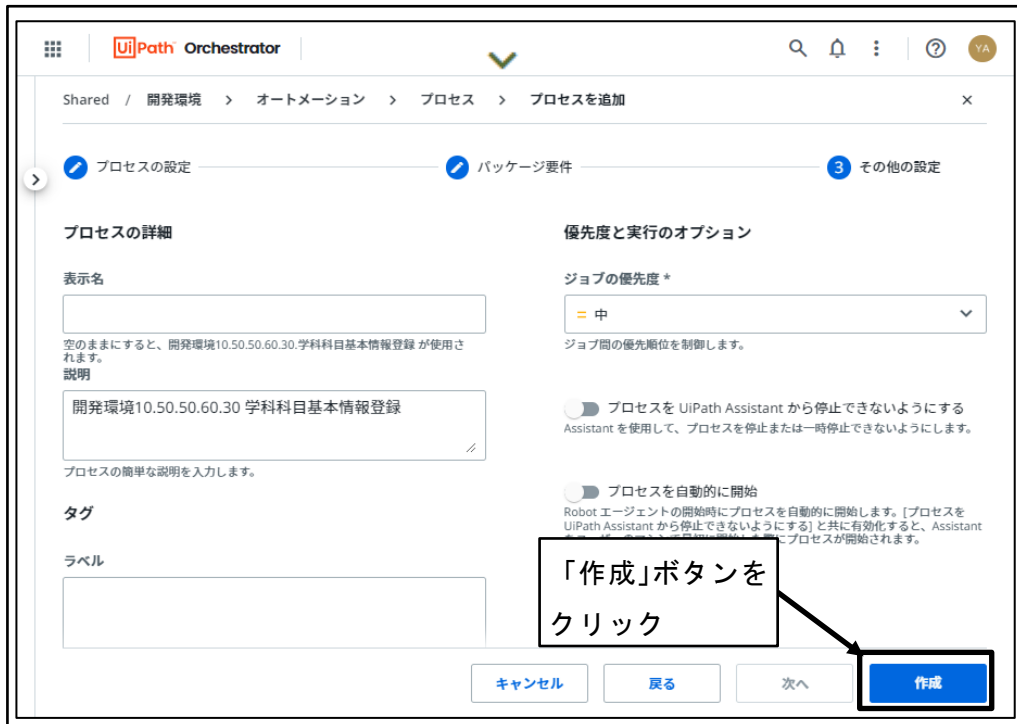 UiPath Orchestrator
YA
Shared / 開発環境 > オートメーション > プロセス > プロセスを追加 ×
プロセスの設定 パッケージ要件 3 その他の設定
プロセスの詳細
表示名
空のままにすると、開発環境10.50.50.60.30.学科科目基本情報登録 が使用さ
れます。
説明
開発環境10.50.50.60.30 学科科目基本情報登録
プロセスの簡単な説明を入力します。
タグ
ラベル
優先度と実行のオプション
ジョブの優先度 *
中
ジョブ間の優先順位を制御します。
プロセスを UiPath Assistant から停止できないようにする
Assistant を使用して、プロセスを停止または一時停止できないようにします。
プロセスを自動的に開始
Robot エージェントの開始時にプロセスを自動的に開始します。[プロセスを
UiPath Assistant から停止できないようにする] と共に有効化すると、Assistant
にプロセスが開始されます。
「作成」ボタンを
クリック
キャンセル 戻る 次へ 作成